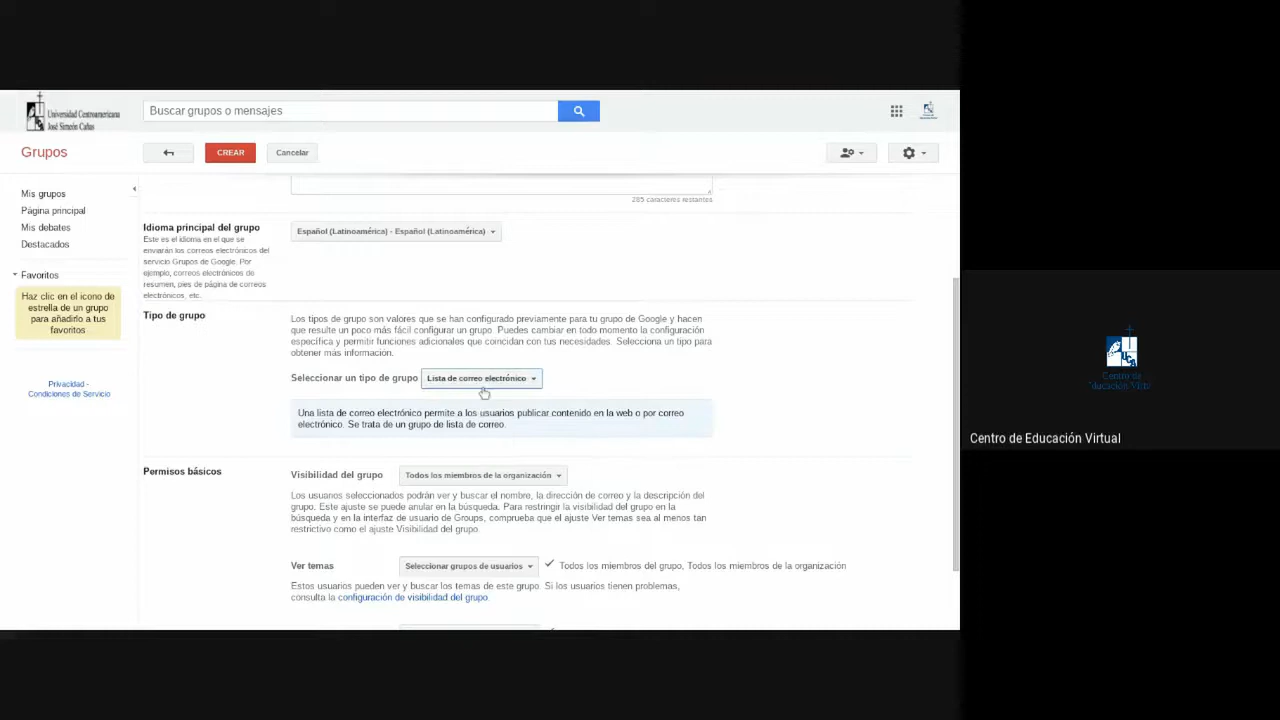 Universidad Centroamericana
José Simeón Cañas
Buscar grupos o mensajes
Grupos
CREAR
Cancelar
Mis grupos
Página principal
Mis debates
Destacados
Favoritos
Haz clic en el icono de
estrella de un grupo
para añadirlo a tus
favoritos
Privacidad -
Condiciones de Servicio
285 caracteres restantes
Idioma principal del grupo
Este es el idioma en el que se
enviarán los correos electrónicos del
servicio Grupos de Google. Por
ejemplo, correos electrónicos de
resumen, pies de página de correos
electrónicos, etc.
Español (Latinoamérica) - Español (Latinoamérica)
Tipo de grupo
Los tipos de grupo son valores que se han configurado previamente para tu grupo de Google y hacen
que resulte un poco más fácil configurar un grupo. Puedes cambiar en todo momento la configuración
específica y permitir funciones adicionales que coincidan con tus necesidades. Selecciona un tipo para
obtener más información.
Seleccionar un tipo de grupo Lista de correo electrónico
Una lista de correo electrónico permite a los usuarios publicar contenido en la web o por correo
electrónico. Se trata de un grupo de lista de correo.
Permisos básicos
Visibilidad del grupo Todos los miembros de la organización
Los usuarios seleccionados podrán ver y buscar el nombre, la dirección de correo y la descripción del
grupo. Este ajuste se puede anular en la búsqueda. Para restringir la visibilidad del grupo en la
búsqueda y en la interfaz de usuario de Groups, comprueba que el ajuste Ver temas sea al menos tan
restrictivo como el ajuste Visibilidad del grupo.
Ver temas Seleccionar grupos de usuarios Todos los miembros del grupo, Todos los miembros de la organización
Estos usuarios pueden ver y buscar los temas de este grupo. Si los usuarios tienen problemas,
consulta la configuración de visibilidad del grupo.
Centro de
Educación Virtual
Centro de Educación Virtual